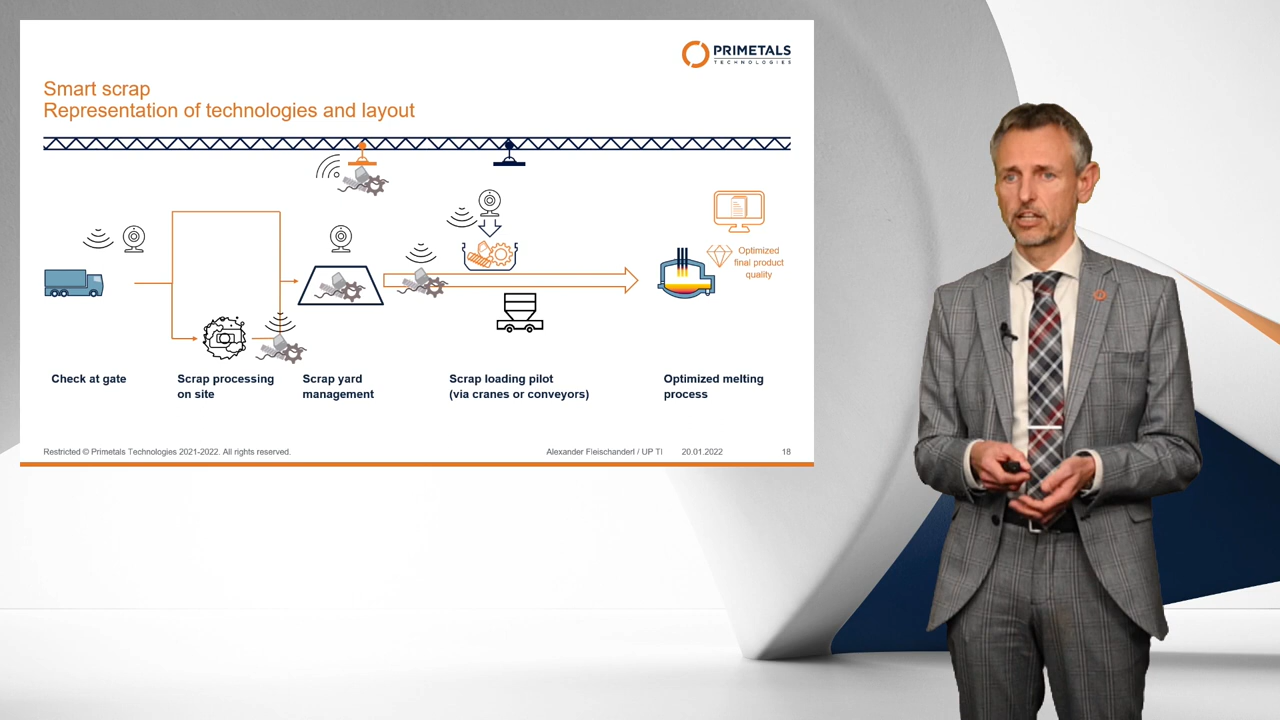 PRIMETALS
TECHNOLOGIES
Smart scrap
Representation of technologies and layout
Optimized
final product
quality
Check at gate
Scrap processing
on site
Scrap yard
management
Scrap loading pilot
(via cranes or conveyors)
Optimized melting
process
Restricted © Primetals Technologies 2021-2022. All rights reserved.
Alexander Fleischanderl / UP TI
20.01.2022
18